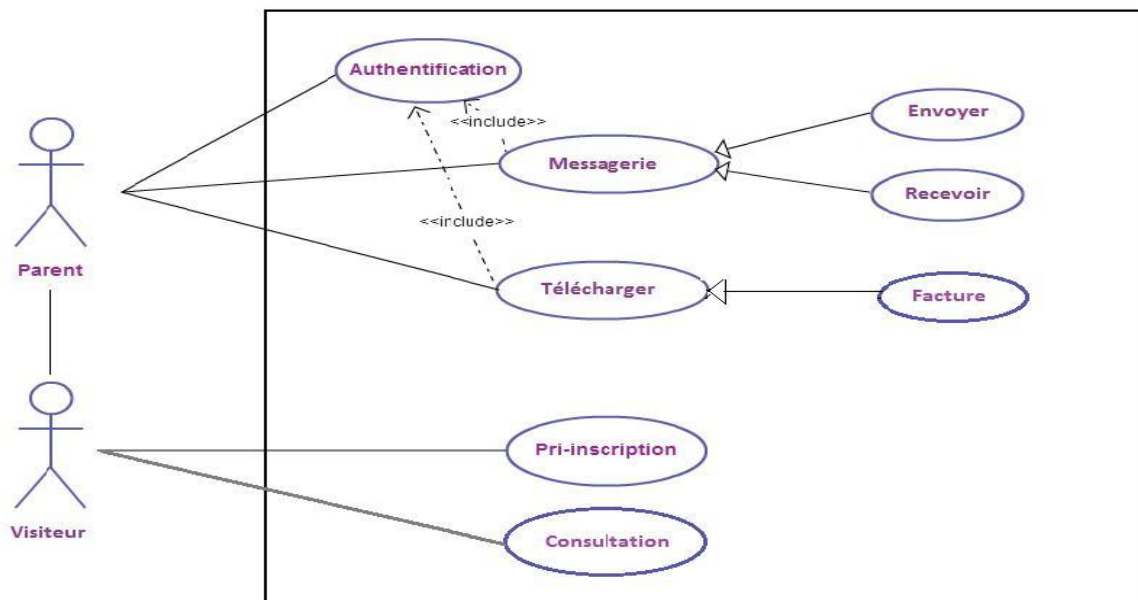 Authentification
Envoyer
<<include>>
Messagerie
Recevoir
<<include>>
Parent
Télécharger
Facture
Pri-inscription
Visiteur
Consultation